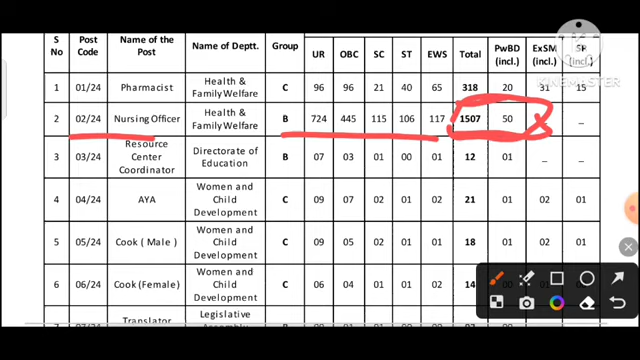 S No | Post Code | Name of the Post | Name of Deptt. | Group | UR | OBC | SC | ST | EWS | Total | PwBD (incl.) | ExSM (incl.) | (incl.)
1 | 01/24 | Pharmacist | Health & Family Welfare | C | 96 | 96 | 21 | 40 | 65 | 318 | 20 | 31 | 15
2 | 02/24 | Nursing Officer | Health & Family Welfare | B | 724 | 445 | 115 | 106 | 117 | 1507 | 50 | _
3 | 03/24 | Resource Center Coordinator | Directorate of Education | B | 07 | 03 | 01 | 00 | 01 | 12 | 01 | _ | _
4 | 04/24 | AYA | Women and Child Development | C | 09 | 07 | 02 | 01 | 02 | 21 | 01 | 02 | 01
5 | 05/24 | Cook ( Male ) | Women and Child Development | C | 09 | 05 | 02 | 01 | 01 | 18 | 01 | 02 | 01
6 | 06/24 | Cook (Female) | Women and Child Development | C | 06 | 04 | 01 | 01 | 02 | 14 | 00 | 01
Translator | Legislative
KINEMASTER